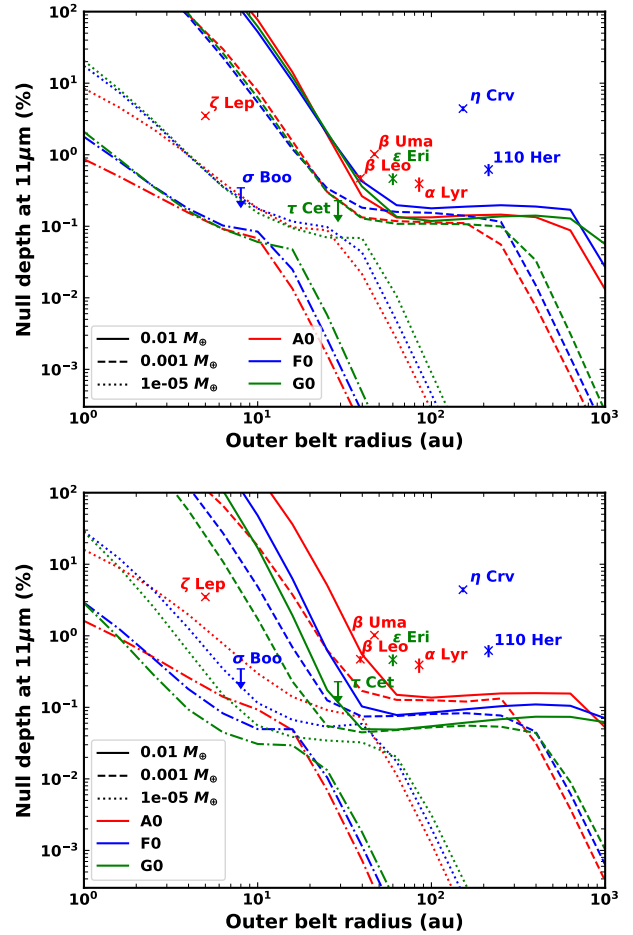 10²
10¹
10⁰
10⁻¹
10⁻²
10⁻³
Null depth at 11μm (%)
ζ Lep
η Crv
β Uma
ε Eri
β Leo
110 Her
σ Boo
α Lyr
τ Cet
0.01 M⊕
0.001 M⊕
1e-05 M⊕
A0
F0
G0
10⁰ 10¹ 10² 10³
Outer belt radius (au)
10²
10¹
10⁰
10⁻¹
10⁻²
10⁻³
Null depth at 11μm (%)
ζ Lep
η Crv
β Uma
ε Eri
β Leo
110 Her
σ Boo
α Lyr
τ Cet
0.01 M⊕
0.001 M⊕
1e-05 M⊕
A0
F0
G0
10⁰ 10¹ 10² 10³
Outer belt radius (au)